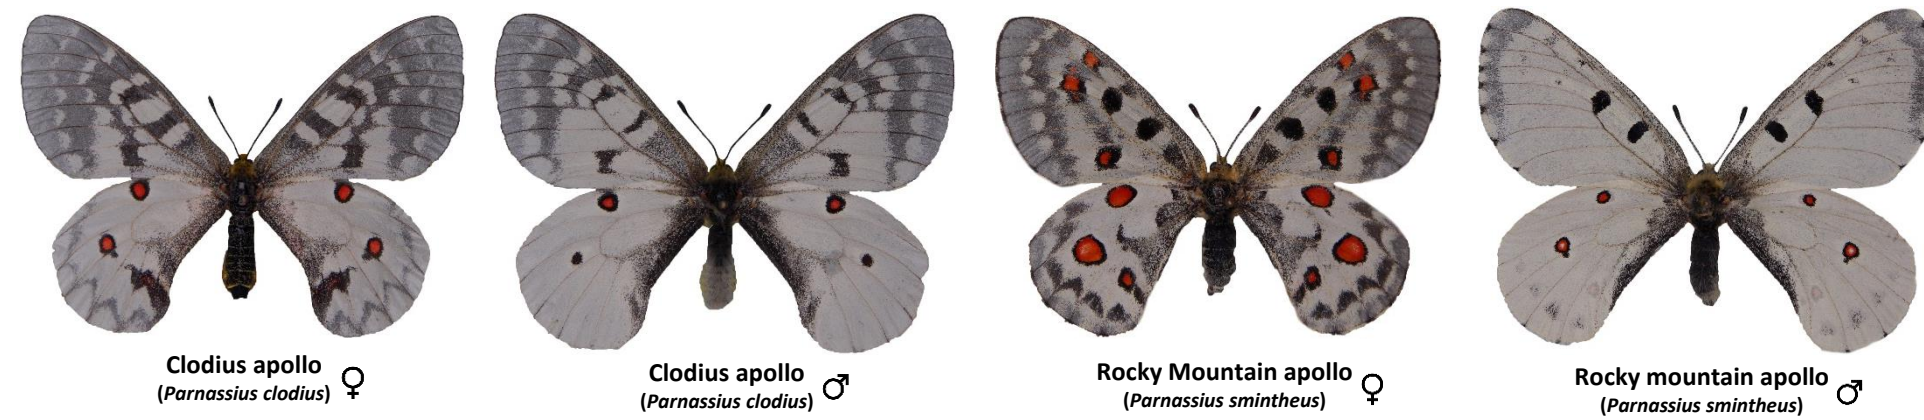 Clodius apollo
(Parnassius clodius) ♀
Clodius apollo
(Parnassius clodius) ♂
Rocky Mountain apollo
(Parnassius smintheus) ♀
Rocky mountain apollo
(Parnassius smintheus) ♂